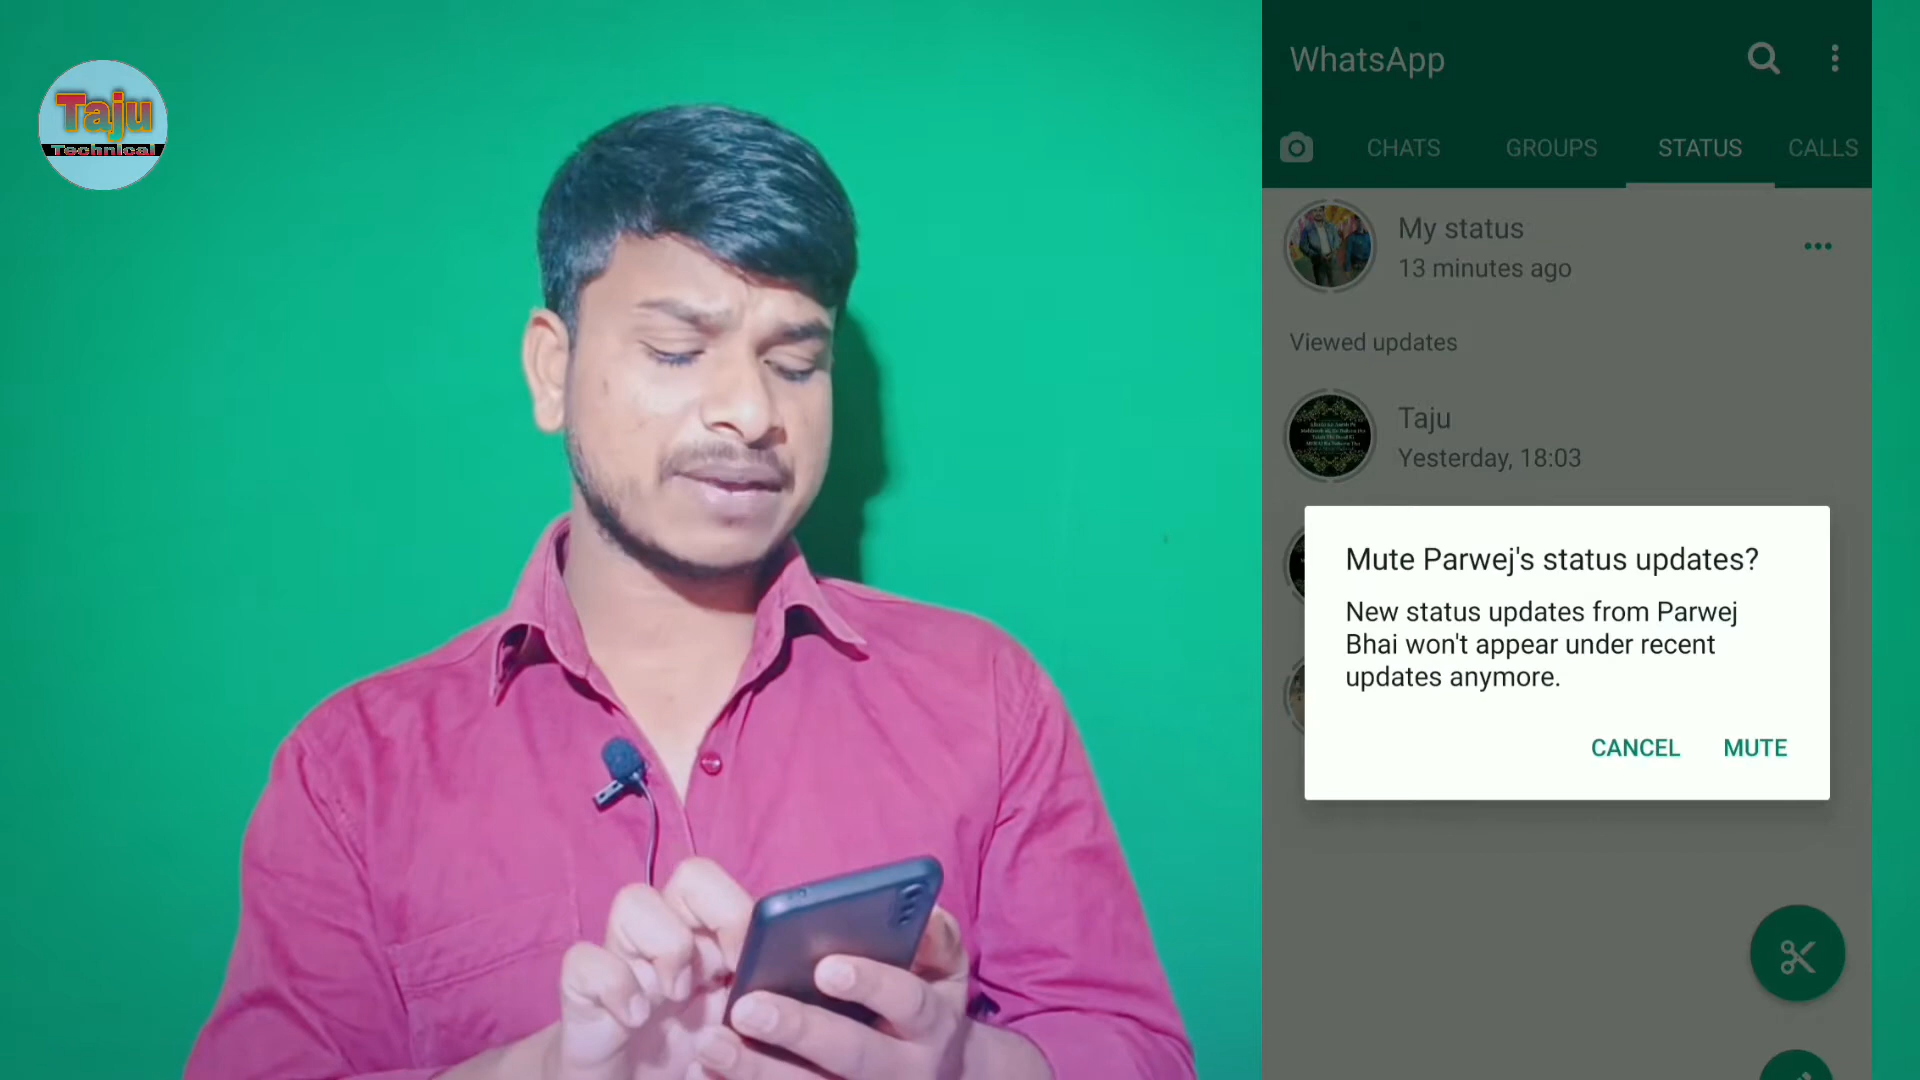 Taju
Technical
WhatsApp
CHATS GROUPS STATUS CALLS
My status
13 minutes ago
Viewed updates
Taju
Yesterday, 18:03
Mute Parwej's status updates?
New status updates from Parwej
Bhai won't appear under recent
updates anymore.
CANCEL MUTE